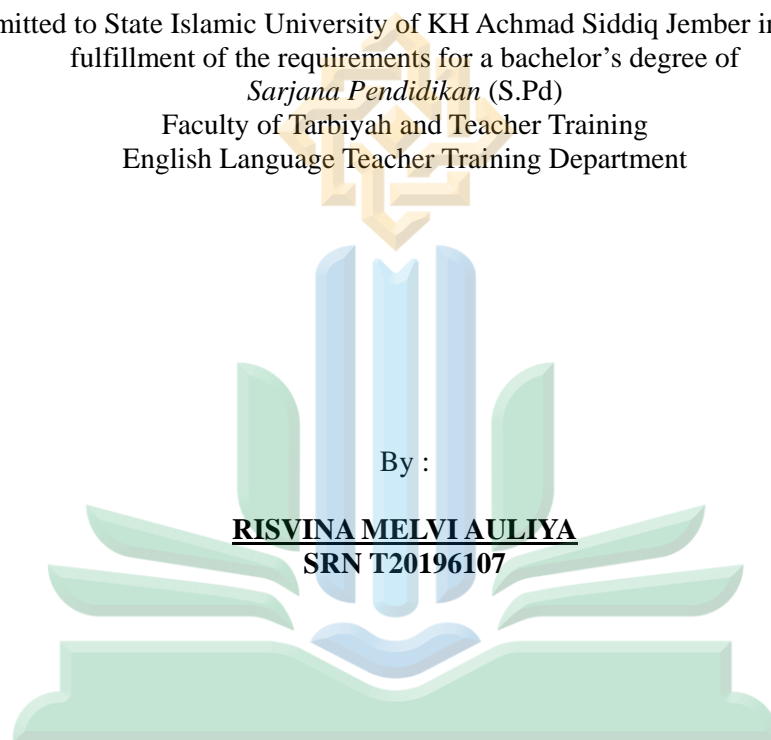 mitted to State Islamic University of KH Achmad Siddiq Jember in
fulfillment of the requirements for a bachelor’s degree of
Sarjana Pendidikan (S.Pd)
Faculty of Tarbiyah and Teacher Training
English Language Teacher Training Department
By :
RISVINA MELVI AULIYA
SRN T20196107